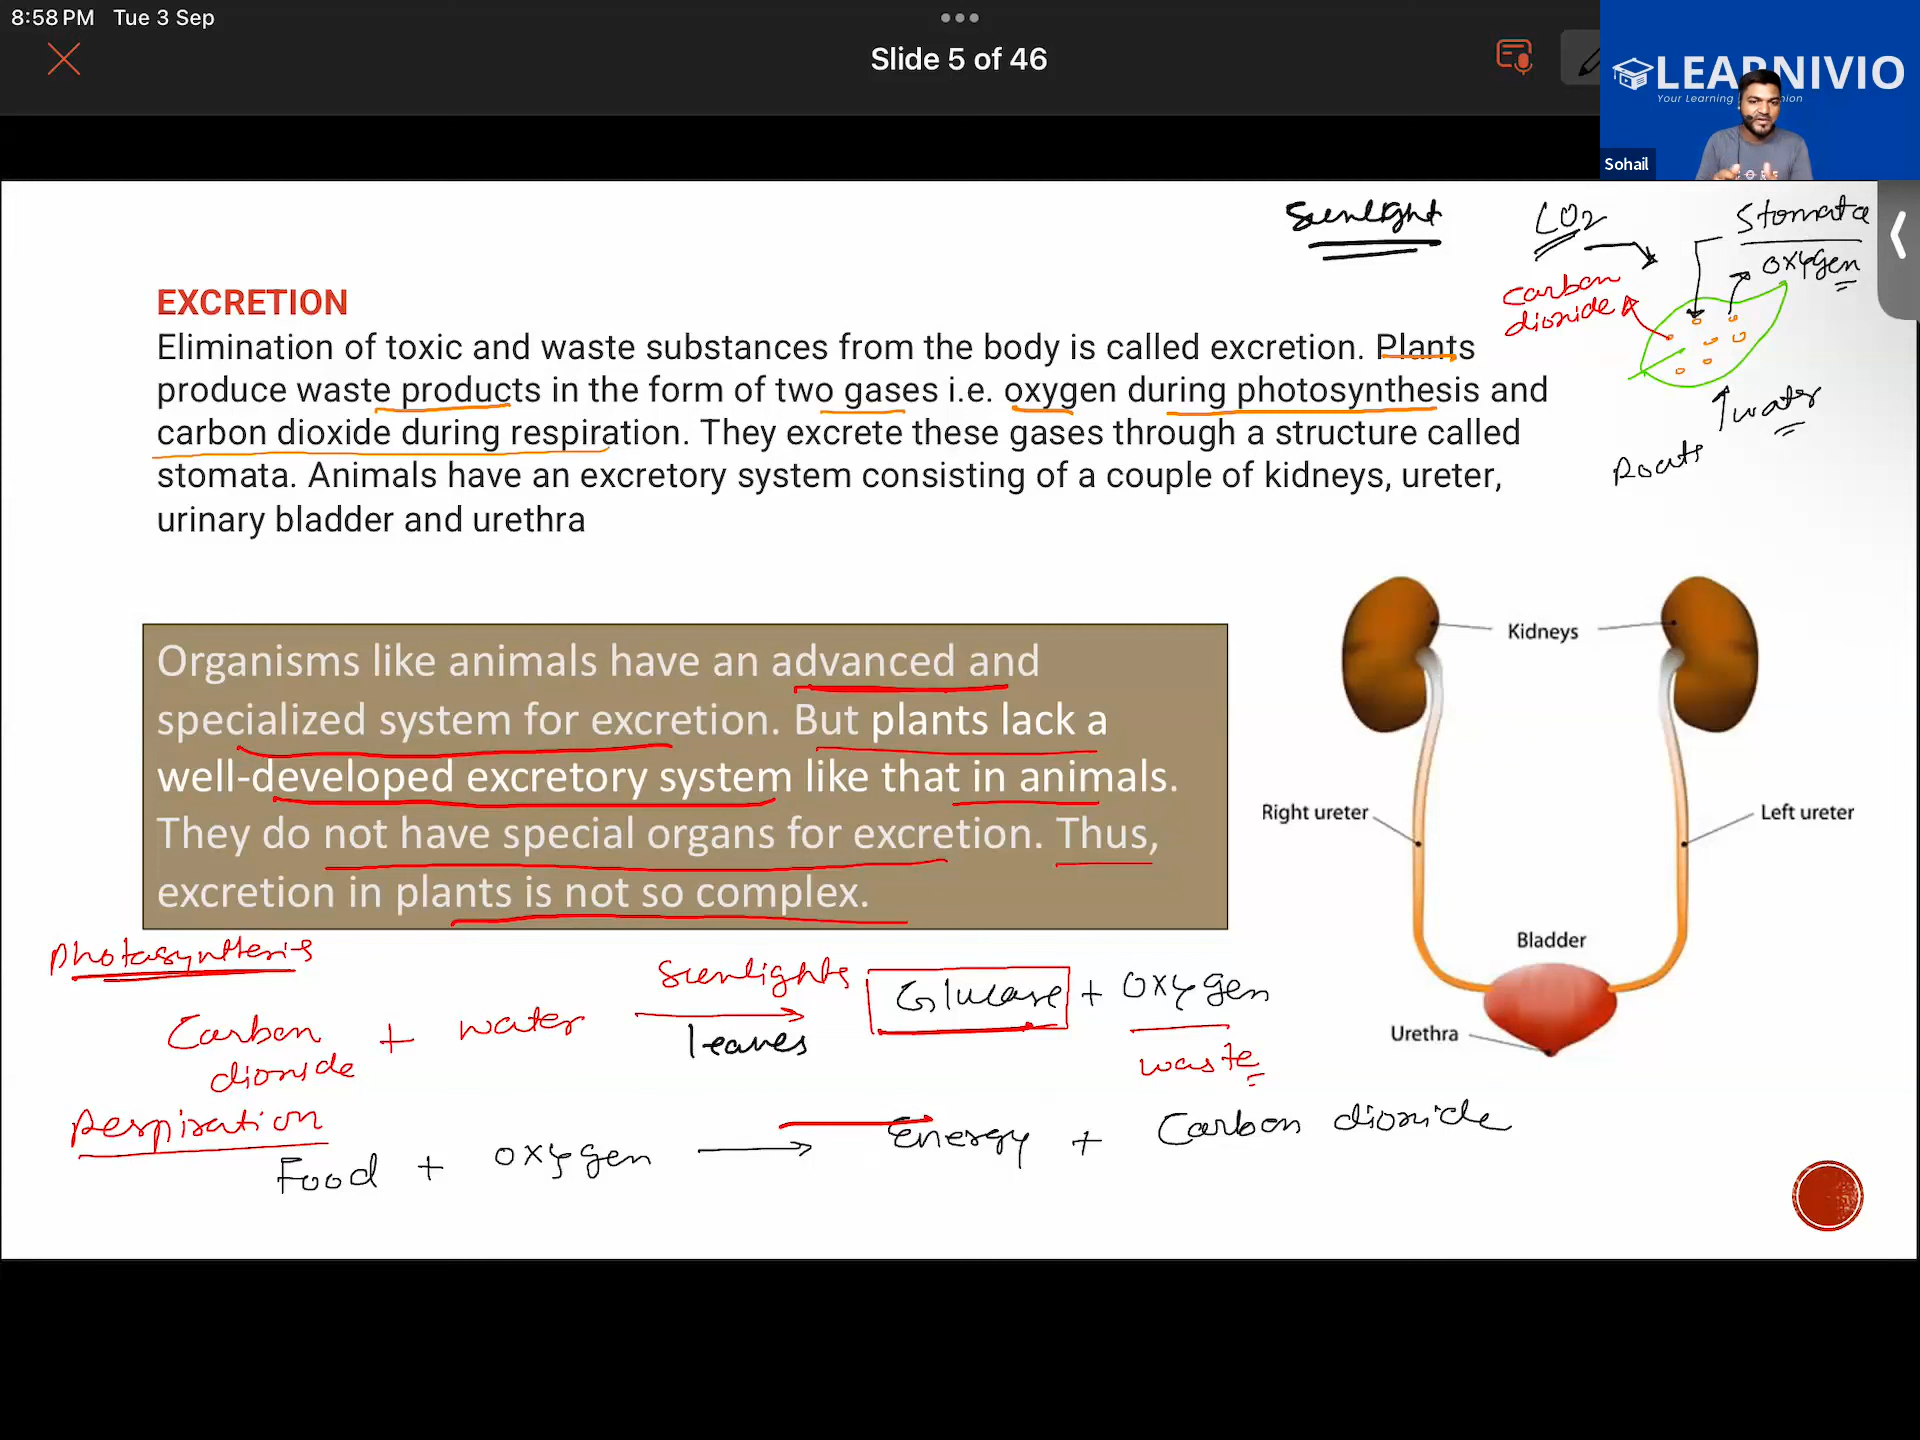 8:58 PM Tue 3 Sep
Slide 5 of 46
LEARNIVIO
Your Learning
Sohail
Sunlight
CO2
Stomata
oxygen
Carbon
dioxide
water
Roots
EXCRETION
Elimination of toxic and waste substances from the body is called excretion. Plants
produce waste products in the form of two gases i.e. oxygen during photosynthesis and
carbon dioxide during respiration. They excrete these gases through a structure called
stomata. Animals have an excretory system consisting of a couple of kidneys, ureter,
urinary bladder and urethra
Organisms like animals have an advanced and
specialized system for excretion. But plants lack a
well-developed excretory system like that in animals.
They do not have special organs for excretion. Thus,
excretion in plants is not so complex.
Kidneys
Right ureter
Left ureter
Bladder
Urethra
Photosynthesis
Carbon dioxide + water
Sunlights
leaves
Glucose + oxygen
waste
Respiration
Food + oxygen → Energy + Carbon dioxide